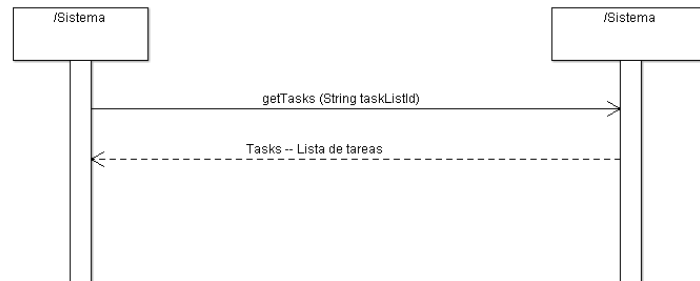 /Sistema
/Sistema
getTasks (String taskListId)
Tasks -- Lista de tareas